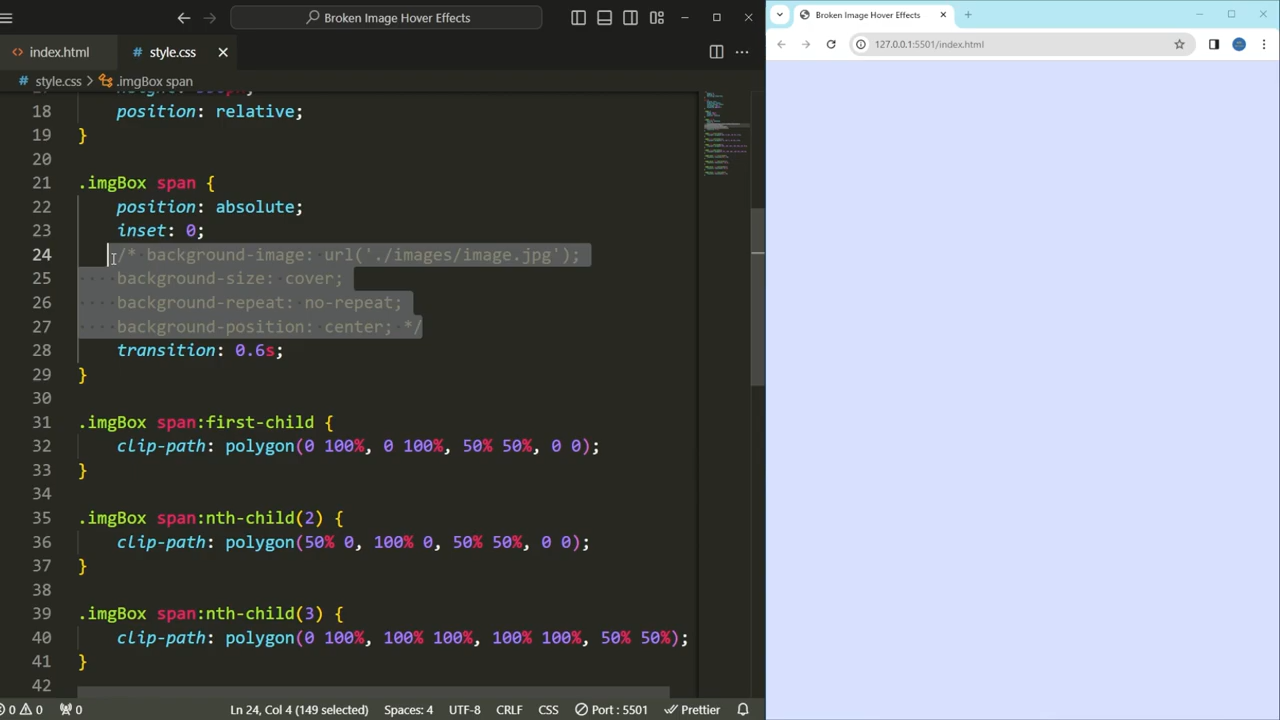 Broken Image Hover Effects
Broken Image Hover Effects
127.0.0.1:5501/index.html
<> index.html
# style.css
# style.css > .imgBox span
18 position: relative;
19 }
20
21 .imgBox span {
22 position: absolute;
23 inset: 0;
24 /* background-image: url('./images/image.jpg');
25 background-size: cover;
26 background-repeat: no-repeat;
27 background-position: center; */
28 transition: 0.6s;
29 }
30
31 .imgBox span:first-child {
32 clip-path: polygon(0 100%, 0 100%, 50% 50%, 0 0);
33 }
34
35 .imgBox span:nth-child(2) {
36 clip-path: polygon(50% 0, 100% 0, 50% 50%, 0 0);
37 }
38
39 .imgBox span:nth-child(3) {
40 clip-path: polygon(0 100%, 100% 100%, 100% 100%, 50% 50%);
41 }
42
0 0 0 Ln 24, Col 4 (149 selected) Spaces: 4 UTF-8 CRLF CSS Port : 5501 Prettier